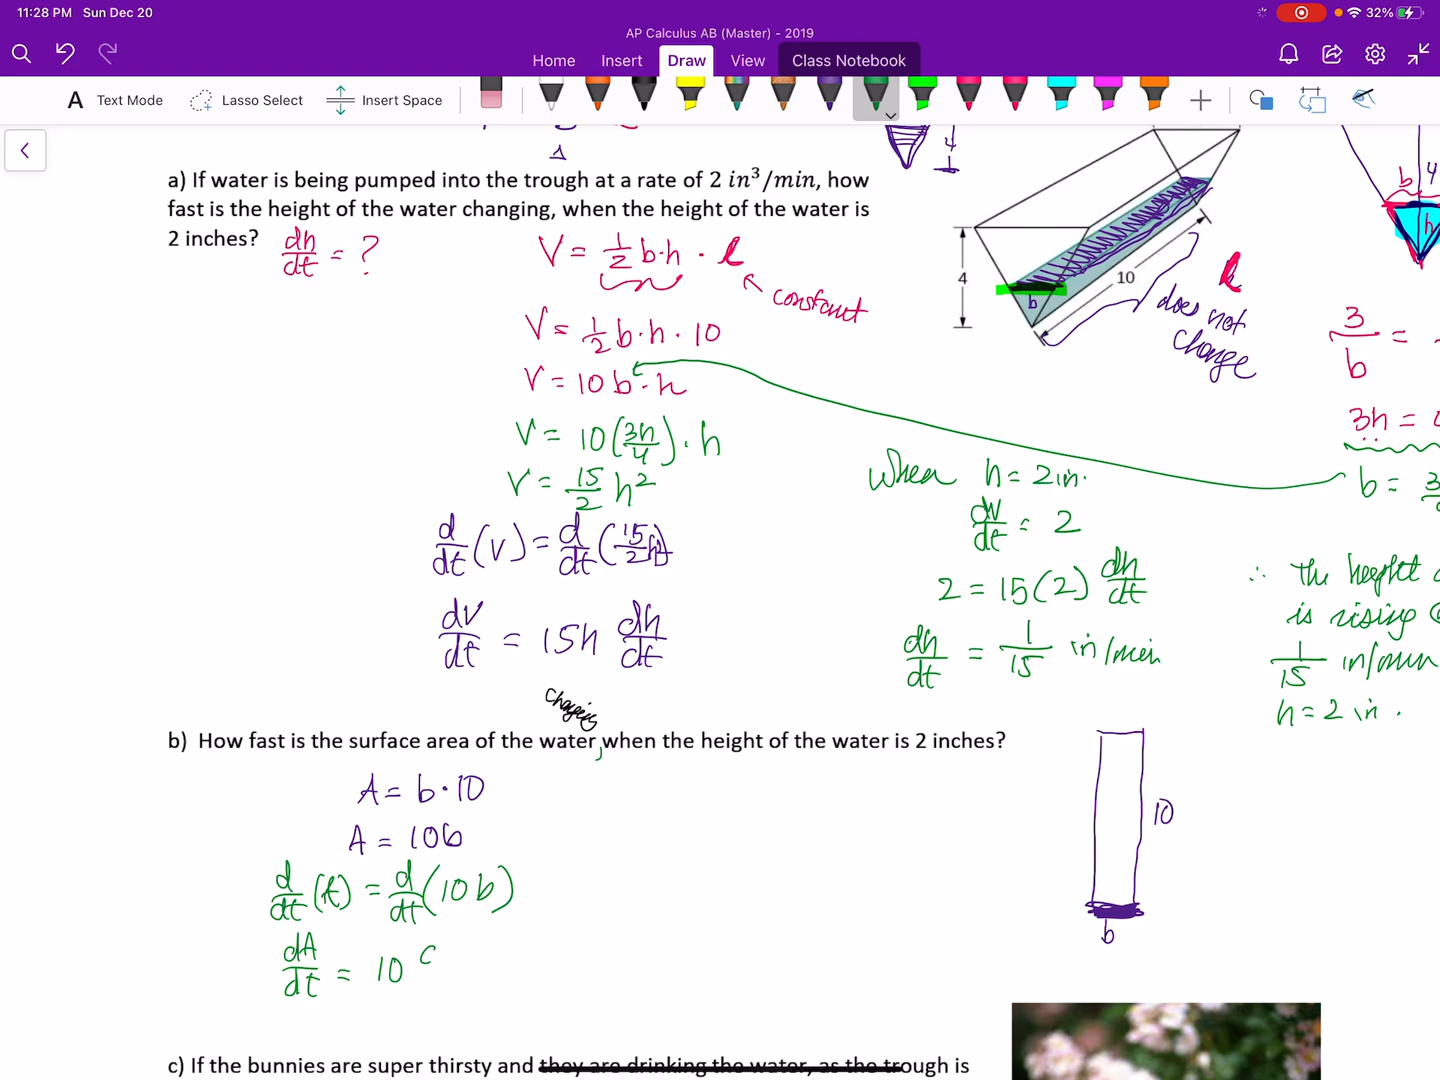 11:28 PM Sun Dec 20
32%
AP Calculus AB (Master) - 2019
Home Insert Draw View Class Notebook
A Text Mode Lasso Select Insert Space
a) If water is being pumped into the trough at a rate of 2 in³/min, how
fast is the height of the water changing, when the height of the water is
2 inches? dh/dt = ?
V = 1/2 b·h · l
constant
V = 1/2 b·h·10
V = 10 b·h
V = 10(3h/4)·h
V = 15/2 h²
d/dt (V) = d/dt (15/2 h²)
dV/dt = 15h dh/dt
4
4
b
10
l
does not
change
b
4
h
3/b =
3h =
b = 3
When h = 2 in.
dV/dt = 2
2 = 15(2) dh/dt
dh/dt = 1/15 in/min
∴ The height
is rising @
1/15 in/min
h = 2 in.
changing
b) How fast is the surface area of the water, when the height of the water is 2 inches?
A = b·10
A = 10b
d/dt (A) = d/dt (10b)
dA/dt = 10
10
b
c) If the bunnies are super thirsty and they are drinking the water, as the trough is